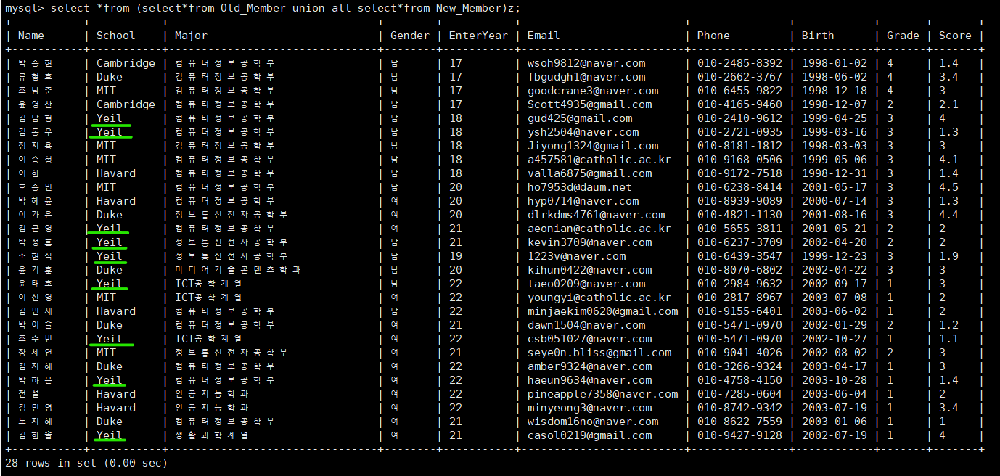 mysql> select *from (select*from Old_Member union all select*from New_Member)z;
| Name | School | Major | Gender | EnterYear | Email | Phone | Birth | Grade | Score |
| 박승현 | Cambridge | 컴퓨터정보공학부 | 남 | 17 | wsoh9812@naver.com | 010-2485-8392 | 1998-01-02 | 4 | 1.4 |
| 류형호 | Duke | 컴퓨터정보공학부 | 남 | 17 | fbgudgh1@naver.com | 010-2662-3767 | 1998-06-02 | 4 | 3.4 |
| 조남준 | MIT | 컴퓨터정보공학부 | 남 | 17 | goodcrane3@naver.com | 010-6455-9822 | 1998-12-18 | 4 | 3 |
| 윤영찬 | Cambridge | 컴퓨터정보공학부 | 남 | 17 | Scott4935@gmail.com | 010-4165-9460 | 1998-12-07 | 2 | 2.1 |
| 김남형 | Yeil | 컴퓨터정보공학부 | 남 | 18 | gud425@gmail.com | 010-2410-9612 | 1999-04-25 | 3 | 4 |
| 김동우 | Yeil | 컴퓨터정보공학부 | 남 | 18 | ysh2504@naver.com | 010-2721-0935 | 1999-03-16 | 3 | 1.3 |
| 정지용 | MIT | 컴퓨터정보공학부 | 남 | 18 | Jiyong1324@gmail.com | 010-8181-1812 | 1998-03-03 | 3 | 3 |
| 이승형 | MIT | 컴퓨터정보공학부 | 남 | 18 | a457581@catholic.ac.kr | 010-9168-0506 | 1999-05-06 | 3 | 4.1 |
| 이한 | Havard | 컴퓨터정보공학부 | 남 | 18 | valla6875@gmail.com | 010-9172-7518 | 1998-12-31 | 3 | 1.4 |
| 호승민 | MIT | 컴퓨터정보공학부 | 남 | 20 | ho7953d@daum.net | 010-6238-8414 | 2001-05-17 | 3 | 4.5 |
| 박혜윤 | Havard | 컴퓨터정보공학부 | 여 | 20 | hyp0714@naver.com | 010-8939-9089 | 2000-07-14 | 3 | 1.3 |
| 이가은 | Duke | 정보통신전자공학부 | 여 | 20 | dlrkdms4761@naver.com | 010-4821-1130 | 2001-08-16 | 3 | 4.4 |
| 김근영 | Yeil | 컴퓨터정보공학부 | 여 | 21 | aeonian@catholic.ac.kr | 010-5655-3811 | 2001-05-21 | 2 | 2 |
| 박성훈 | Yeil | 정보통신전자공학부 | 남 | 21 | kevin3709@naver.com | 010-6237-3709 | 2002-04-20 | 2 | 2 |
| 조현식 | Yeil | 정보통신전자공학부 | 남 | 19 | 1223v@naver.com | 010-6439-3547 | 1999-12-23 | 3 | 1.9 |
| 윤기훈 | Duke | 미디어기술콘텐츠학과 | 남 | 20 | kihun0422@naver.com | 010-8070-6802 | 2002-04-22 | 3 | 3 |
| 윤태호 | Yeil | ICT공학계열 | 남 | 22 | taeo0209@naver.com | 010-2984-9632 | 2002-09-17 | 1 | 3 |
| 이신영 | MIT | ICT공학계열 | 여 | 22 | youngyi@catholic.ac.kr | 010-2817-8967 | 2003-07-08 | 1 | 2 |
| 김민재 | Havard | 컴퓨터정보공학부 | 남 | 22 | minjaekim0620@gmail.com | 010-9155-6401 | 2003-06-02 | 1 | 2 |
| 박이슬 | Duke | 컴퓨터정보공학부 | 여 | 21 | dawn1504@naver.com | 010-5471-0970 | 2002-01-29 | 2 | 1.2 |
| 조수빈 | Yeil | ICT공학계열 | 여 | 22 | csb051027@naver.com | 010-5471-0970 | 2002-10-27 | 1 | 1.1 |
| 장세연 | MIT | 정보통신전자공학부 | 여 | 21 | seye0n.bliss@gmail.com | 010-9041-4026 | 2002-08-02 | 2 | 3 |
| 김지혜 | Duke | 컴퓨터정보공학부 | 여 | 22 | amber9324@naver.com | 010-3266-9324 | 2003-04-17 | 1 | 3 |
| 박하은 | Yeil | 컴퓨터정보공학부 | 여 | 22 | haeun9634@naver.com | 010-4758-4150 | 2003-10-28 | 1 | 1.4 |
| 전설 | Havard | 인공지능학과 | 여 | 22 | pineapple7358@naver.com | 010-7285-0604 | 2003-06-04 | 1 | 2 |
| 김민영 | Havard | 인공지능학과 | 여 | 22 | minyeong3@naver.com | 010-8742-9342 | 2003-07-19 | 1 | 3.4 |
| 노지혜 | Duke | 컴퓨터정보공학부 | 여 | 21 | wisdom16no@naver.com | 010-8622-7559 | 2003-01-06 | 1 | 1 |
| 김한솔 | Yeil | 생활과학계열 | 여 | 21 | casol0219@gmail.com | 010-9427-9128 | 2002-07-19 | 1 | 4 |
28 rows in set (0.00 sec)